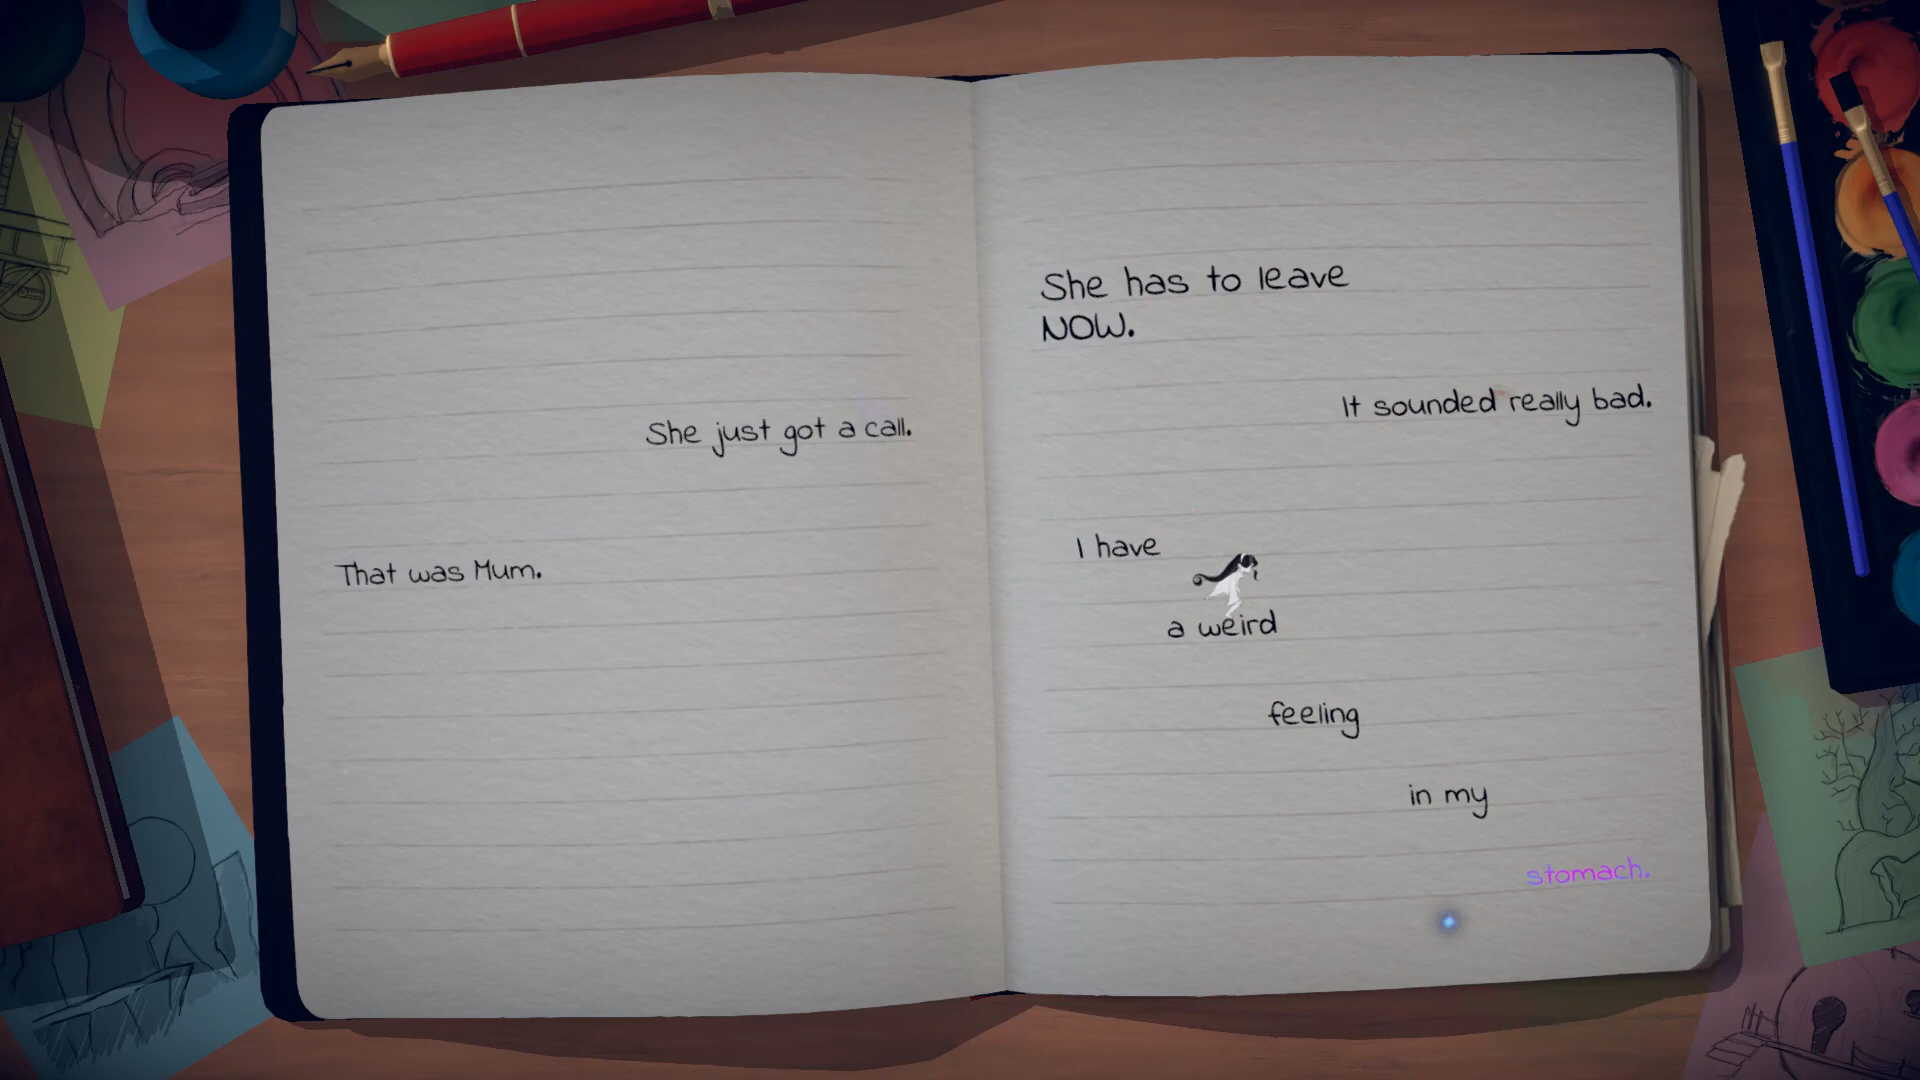 She just got a call.
That was Mum.
She has to leave
NOW.
It sounded really bad.
I have
a weird
feeling
in my
stomach.